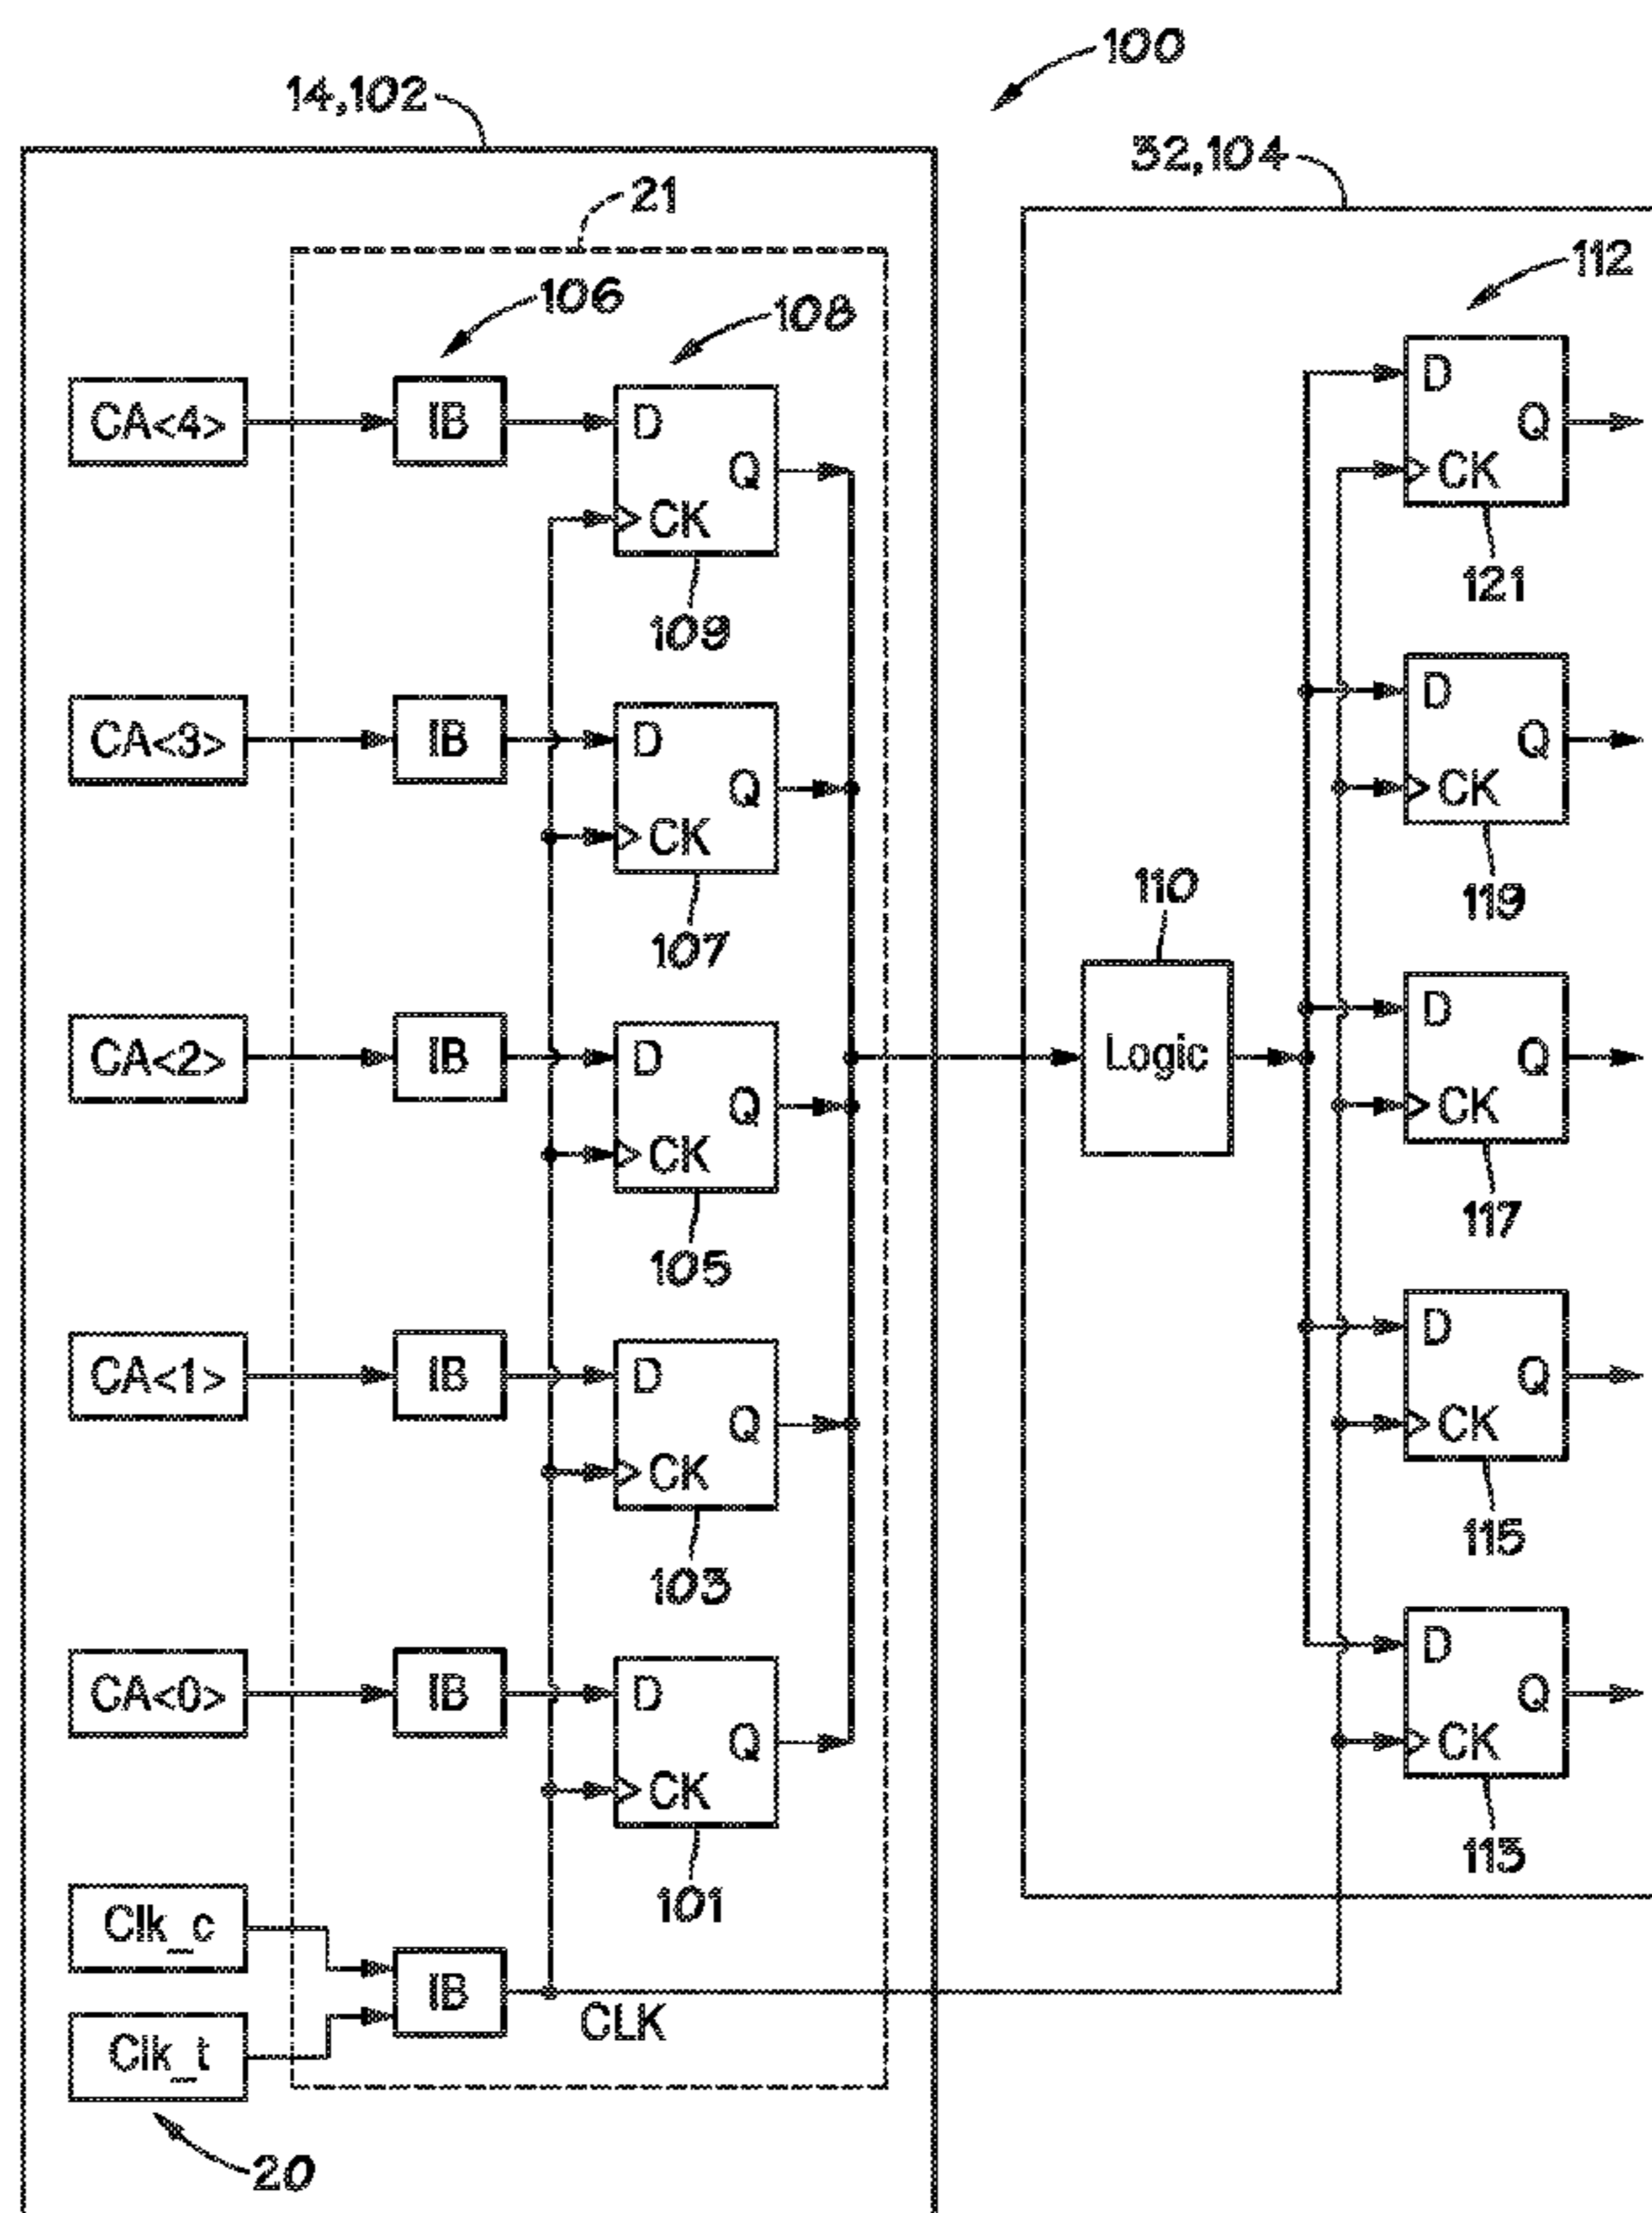 100
14,102
32,104
21
112
106
108
CA<4>
IB
D
Q
CK
109
D
Q
CK
121
CA<3>
IB
D
Q
CK
107
D
Q
CK
119
110
CA<2>
IB
D
Q
CK
105
Logic
D
Q
CK
117
CA<1>
IB
D
Q
CK
103
D
Q
CK
115
CA<0>
IB
D
Q
CK
101
D
Q
CK
113
Clk_c
IB
CLK
Clk_t
20